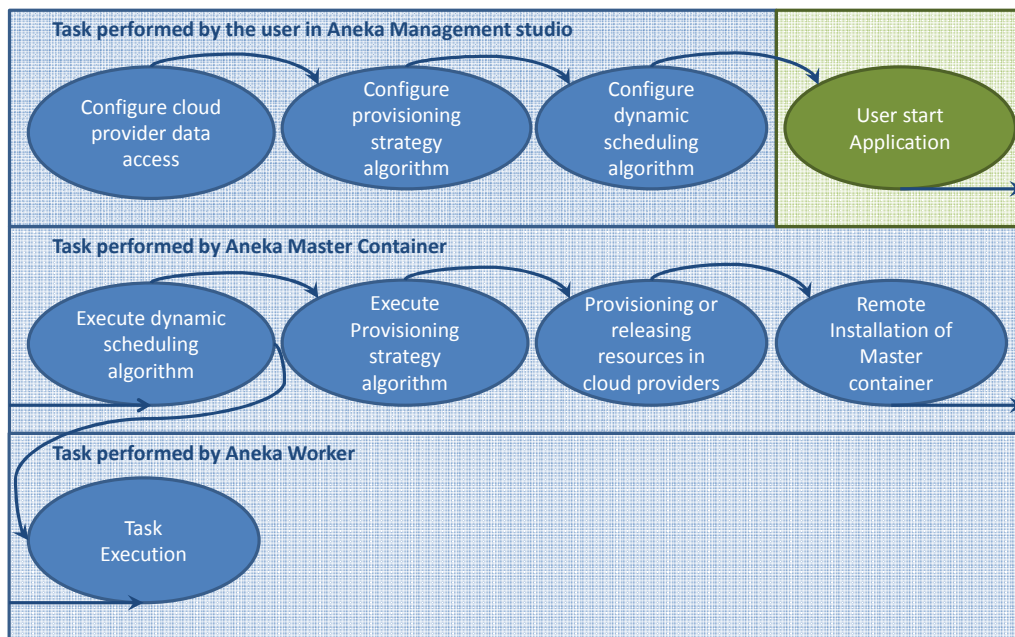 Task performed by the user in Aneka Management studio
Configure cloud
provider data
access
Configure
provisioning
strategy
algorithm
Configure
dynamic
scheduling
algorithm
User start
Application
Task performed by Aneka Master Container
Execute dynamic
scheduling
algorithm
Execute
Provisioning
strategy
algorithm
Provisioning or
releasing
resources in
cloud providers
Remote
Installation of
Master
container
Task performed by Aneka Worker
Task
Execution